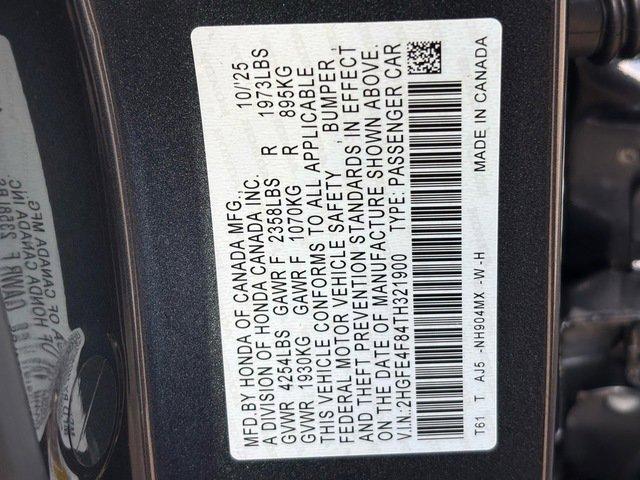 MFD.BY HONDA OF CANADA MFG., 10/'25
A DIVISION OF HONDA CANADA INC.
GVWR 4254LBS GAWR F 2358LBS R 1973LBS
GVWR 1930KG GAWR F 1070KG R 895KG
THIS VEHICLE CONFORMS TO ALL APPLICABLE
FEDERAL MOTOR VEHICLE SAFETY , BUMPER,
AND THEFT PREVENTION STANDARDS IN EFFECT
ON THE DATE OF MANUFACTURE SHOWN ABOVE.
V.I.N.:2HGFE4F84TH321900 TYPE: PASSENGER CAR
T61 T AJ5 -NH904MX -W-H MADE IN CANADA